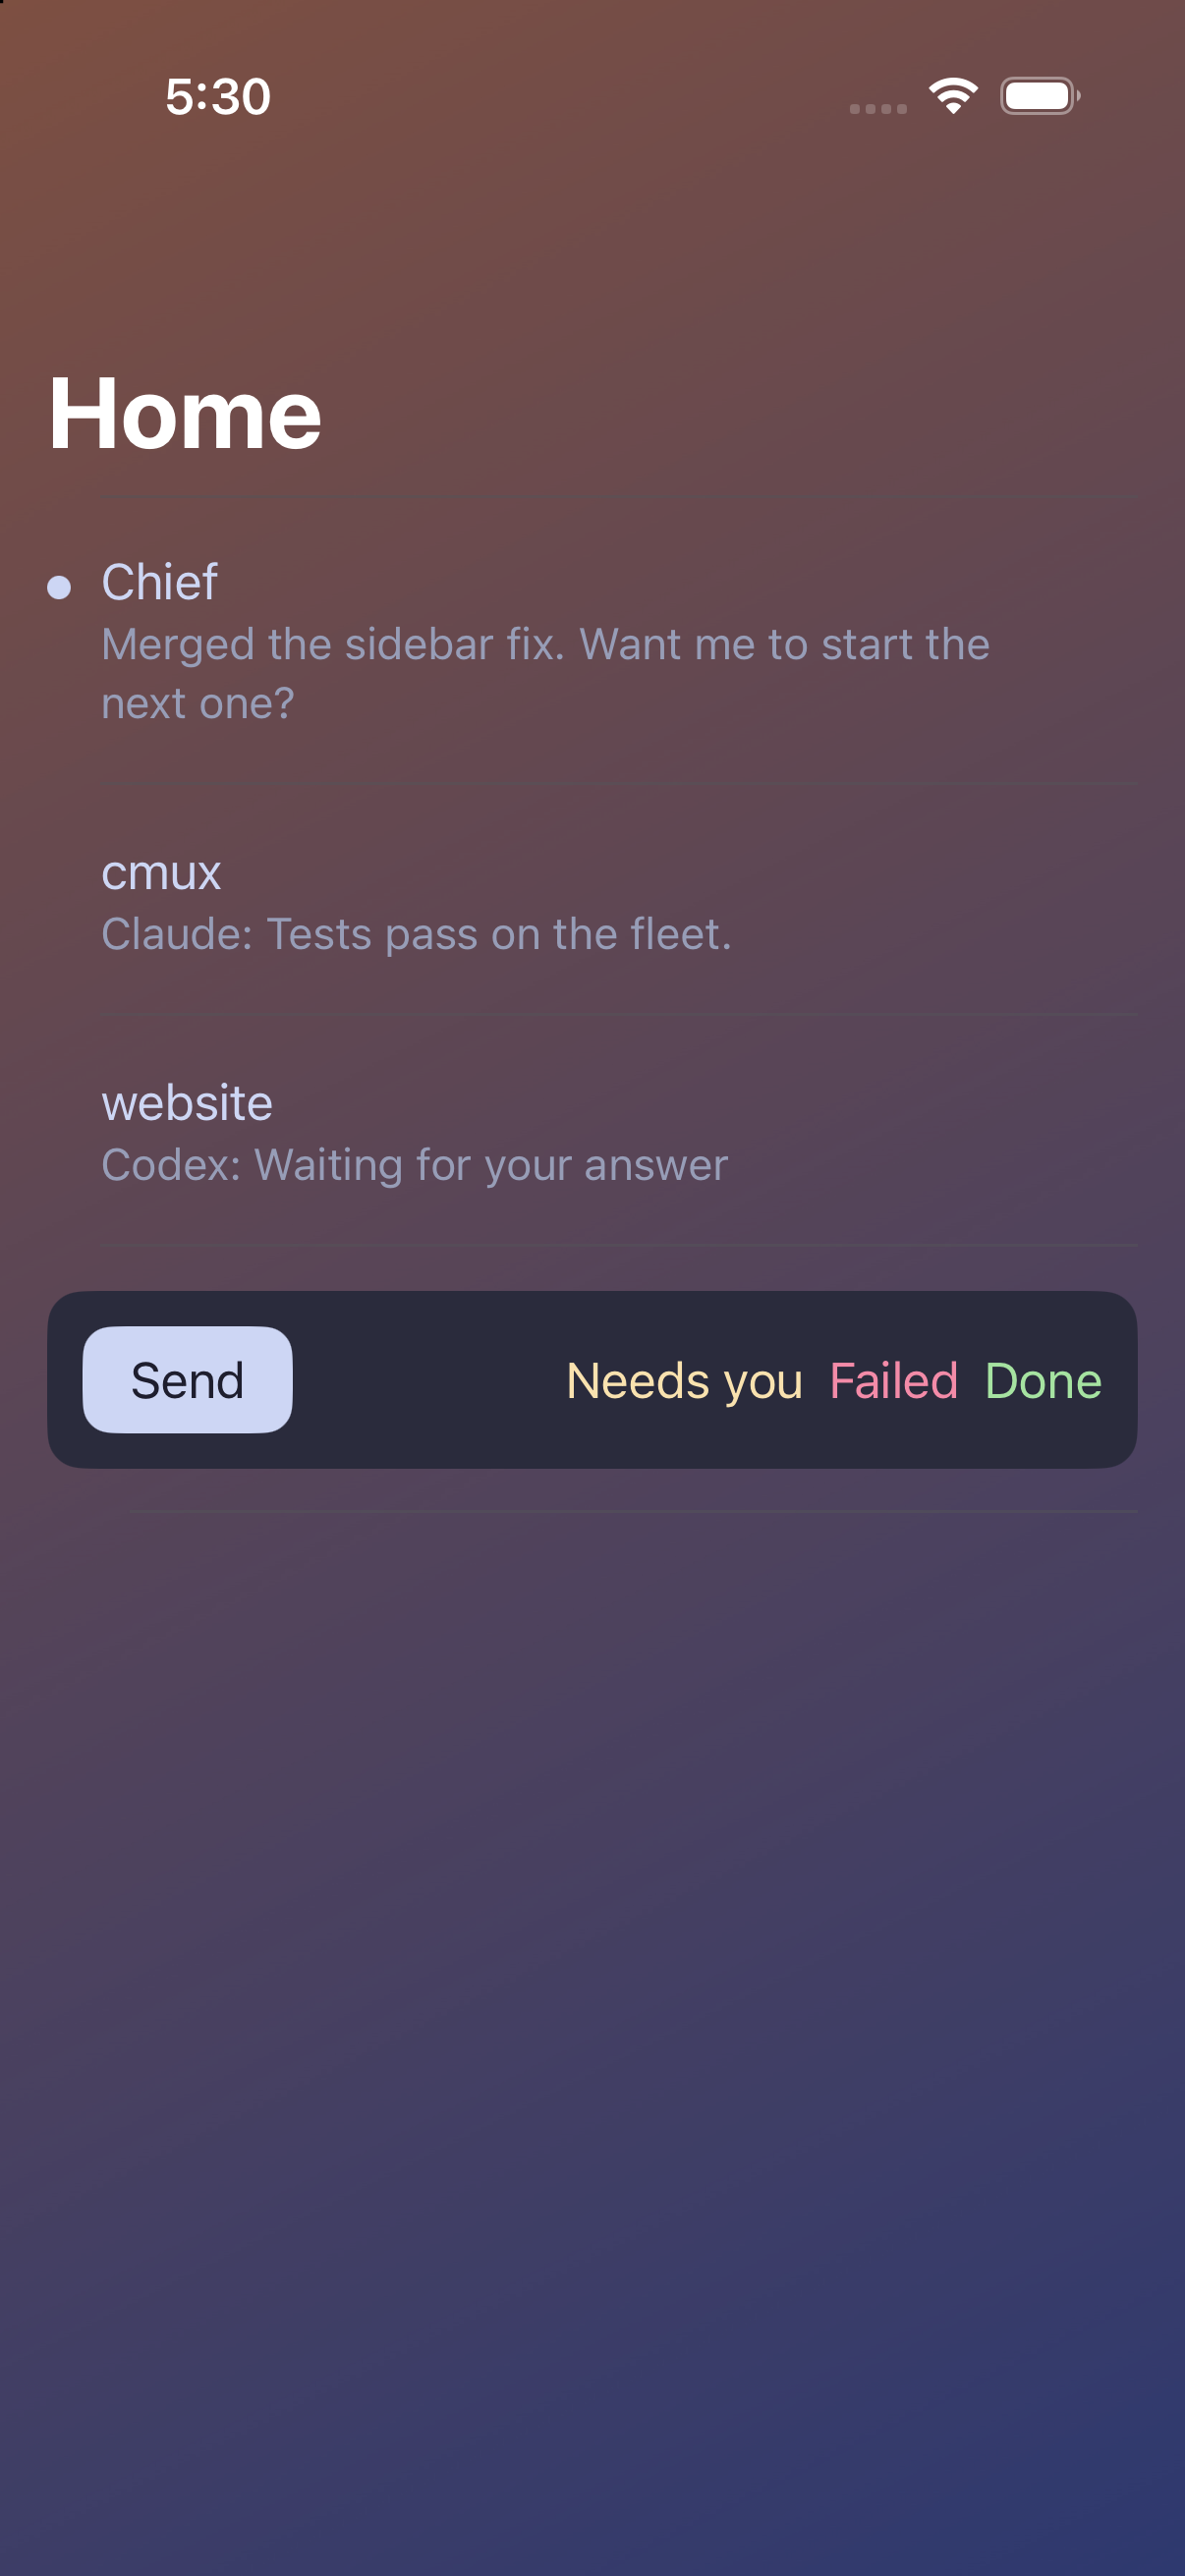 5:30
Home
Chief
Merged the sidebar fix. Want me to start the
next one?
cmux
Claude: Tests pass on the fleet.
website
Codex: Waiting for your answer
Send Needs you Failed Done